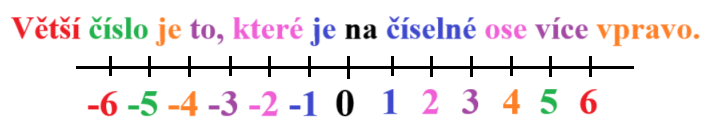 Větší číslo je to, které je na číselné ose více vpravo.
-6 -5 -4 -3 -2 -1 0 1 2 3 4 5 6